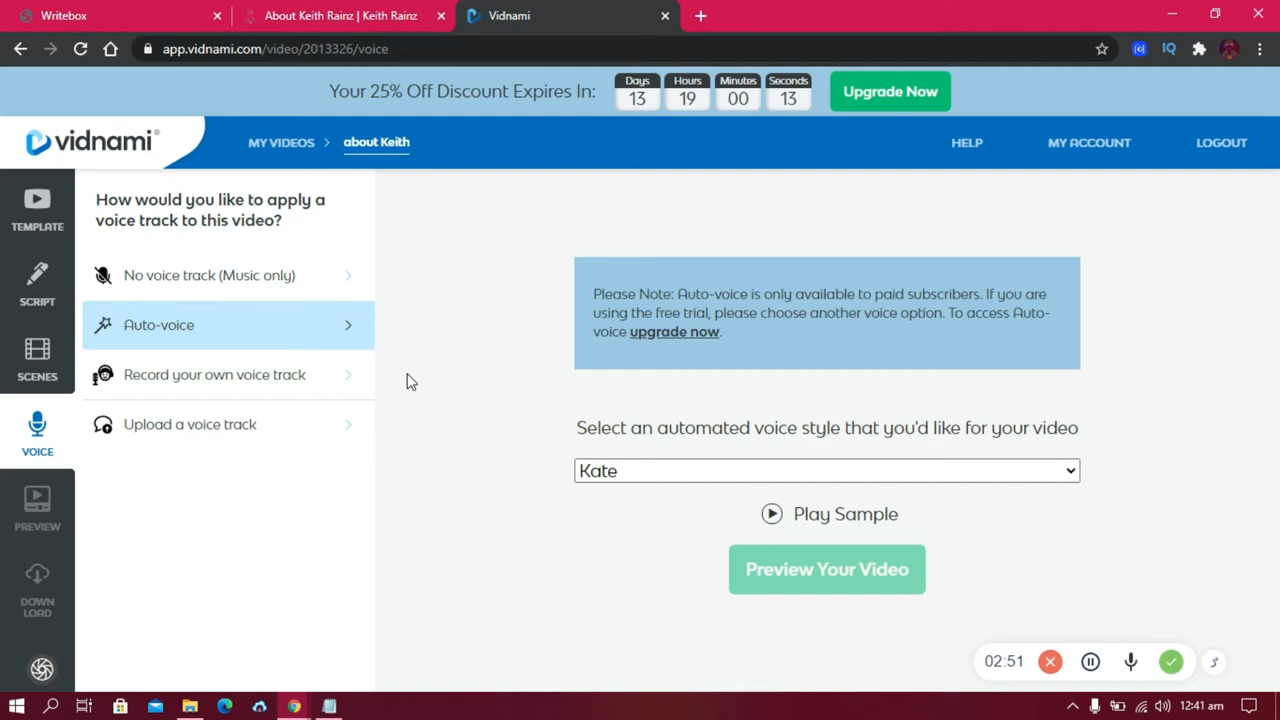 Writebox
About Keith Rainz | Keith Rainz
Vidnami
app.vidnami.com/video/2013326/voice
IQ
Your 25% Off Discount Expires In:
Days Hours Minutes Seconds
13 19 00 13
Upgrade Now
vidnami®
MY VIDEOS > about Keith
HELP
MY ACCOUNT
LOGOUT
TEMPLATE
SCRIPT
SCENES
VOICE
PREVIEW
DOWN
LOAD
How would you like to apply a
voice track to this video?
No voice track (Music only)
Auto-voice
Record your own voice track
Upload a voice track
Please Note: Auto-voice is only available to paid subscribers. If you are
using the free trial, please choose another voice option. To access Auto-
voice upgrade now.
Select an automated voice style that you'd like for your video
Kate
Play Sample
Preview Your Video
02:51
12:41 am